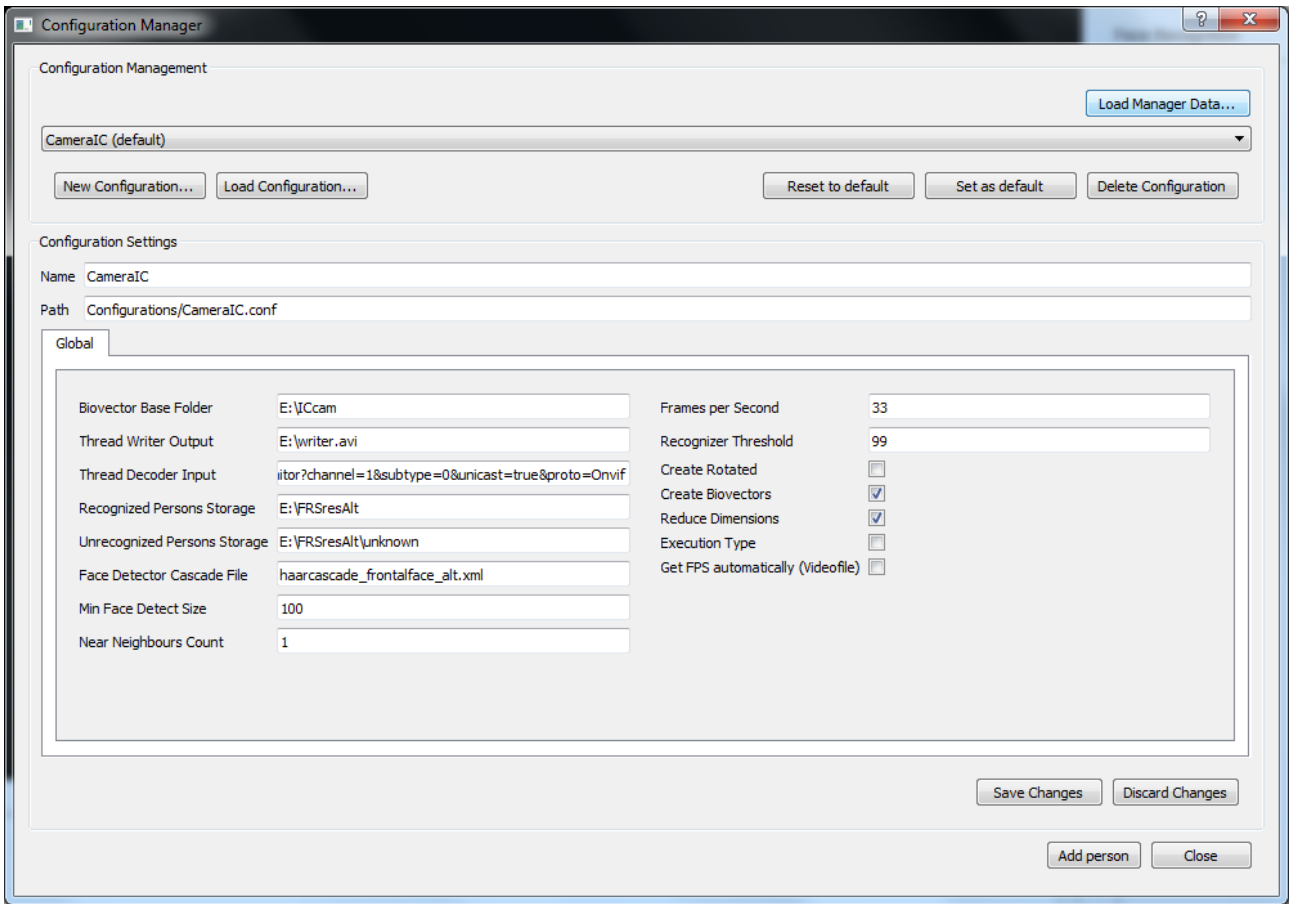 Configuration Manager
Configuration Management
Load Manager Data...
CameraIC (default)
New Configuration... Load Configuration... Reset to default Set as default Delete Configuration
Configuration Settings
Name CameraIC
Path Configurations/CameraIC.conf
Global
Biovector Base Folder E:\ICcam Frames per Second 33
Thread Writer Output E:\writer.avi Recognizer Threshold 99
Thread Decoder Input itor?channel=1&subtype=0&unicast=true&proto=Onvif Create Rotated
Create Biovectors
Recognized Persons Storage E:\FRSresAlt Reduce Dimensions
Unrecognized Persons Storage E:\FRSresAlt\unknown Execution Type
Face Detector Cascade File haarcascade_frontalface_alt.xml Get FPS automatically (Videofile)
Min Face Detect Size 100
Near Neighbours Count 1
Save Changes Discard Changes
Add person Close